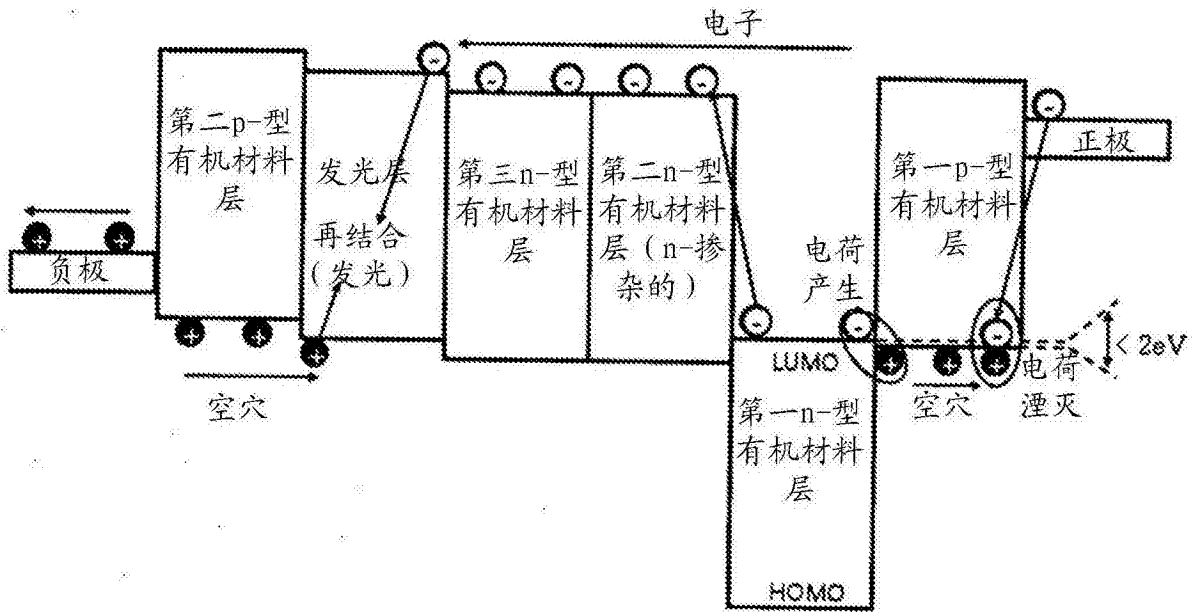 电子
第二p-型
有机材料
层
发光层
再结合
(发光)
第三n-型
有机材料
层
第二n-型
有机材料
层(n-掺
杂的)
第一p-型
有机材料
层
正极
负极
电荷
产生
< 2eV
LUMO
空穴
空穴
电荷
湮灭
第一n-型
有机材料
层
HOMO